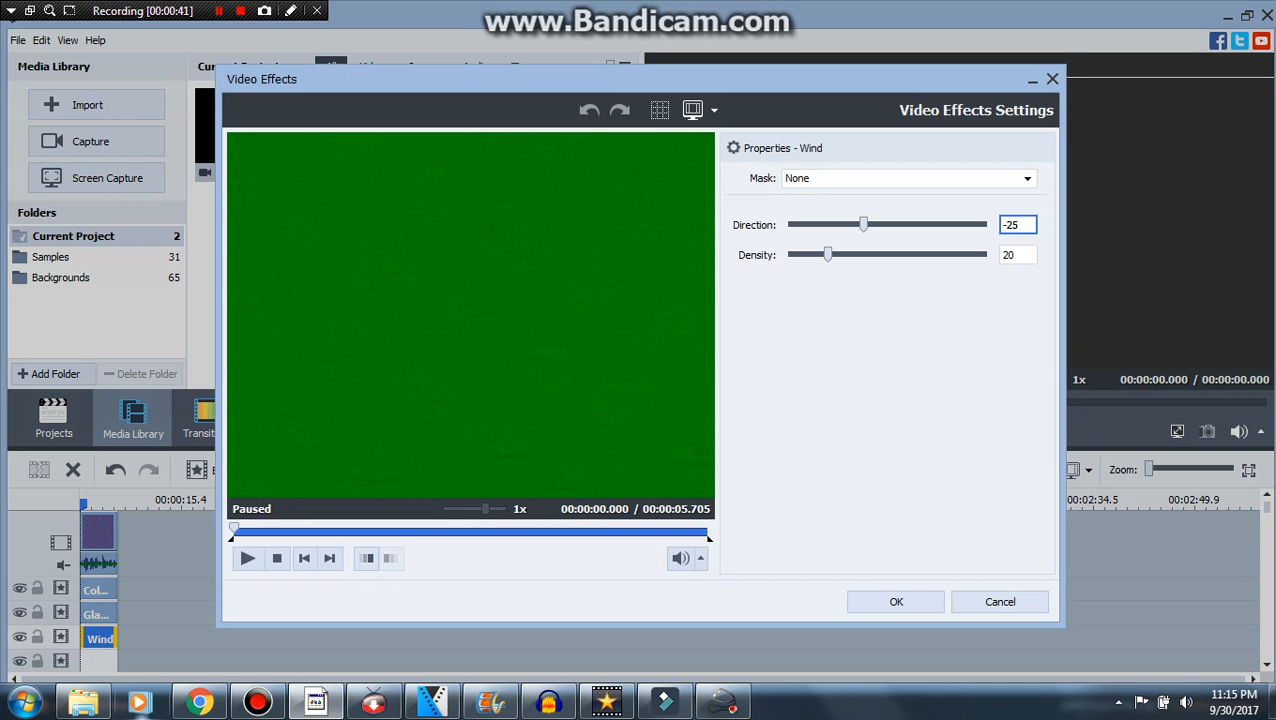 Recording [00:00:41]
www.Bandicam.com
File Edit View Help
Media Library
Import
Capture
Screen Capture
Folders
Current Project 2
Samples 31
Backgrounds 65
Add Folder
Delete Folder
Projects
Media Library
Video Effects
Video Effects Settings
Properties - Wind
Mask: None
Direction: -25
Density: 20
Paused 1x 00:00:00.000 / 00:00:05.705
OK
Cancel
1x 00:00:00.000 / 00:00:00.000
Zoom:
00:00:15.4
00:02:34.5 00:02:49.9
Col...
Gla...
Wind
11:15 PM
9/30/2017